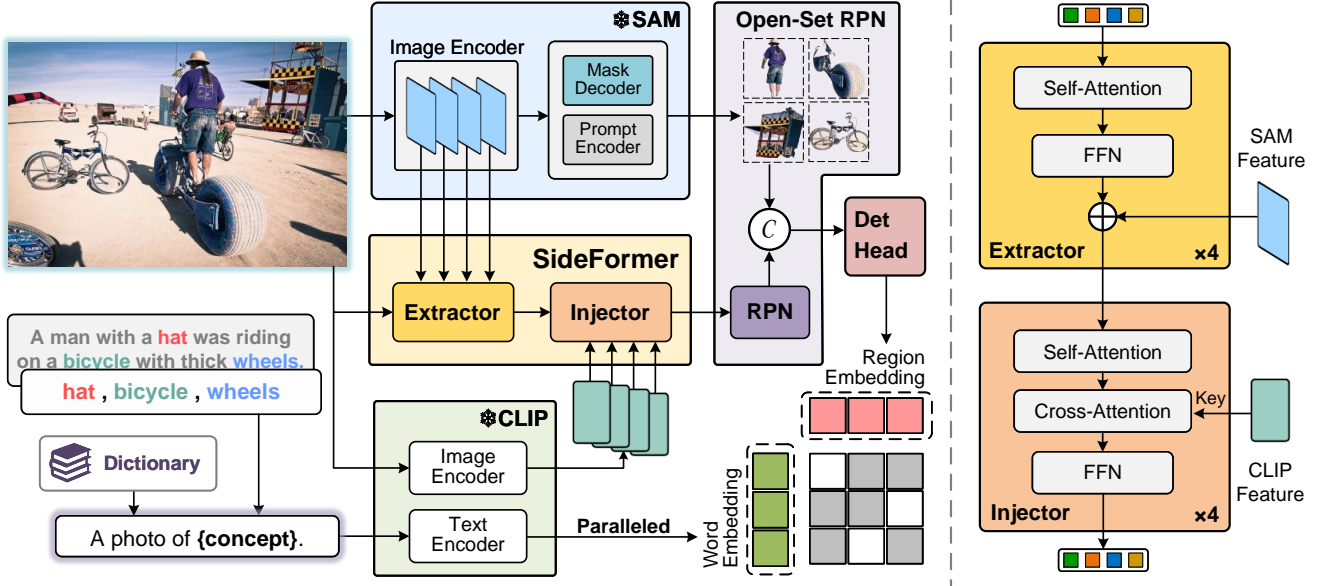 SAM
Image Encoder
Mask
Decoder
Prompt
Encoder
Open-Set RPN
C
Det
Head
RPN
SideFormer
Extractor
Injector
A man with a hat was riding
on a bicycle with thick wheels.
hat , bicycle , wheels
Dictionary
A photo of {concept}.
CLIP
Image
Encoder
Text
Encoder
Paralleled
Region
Embedding
Word
Embedding
Self-Attention
FFN
SAM
Feature
Extractor
×4
Self-Attention
Cross-Attention
Key
FFN
CLIP
Feature
Injector
×4